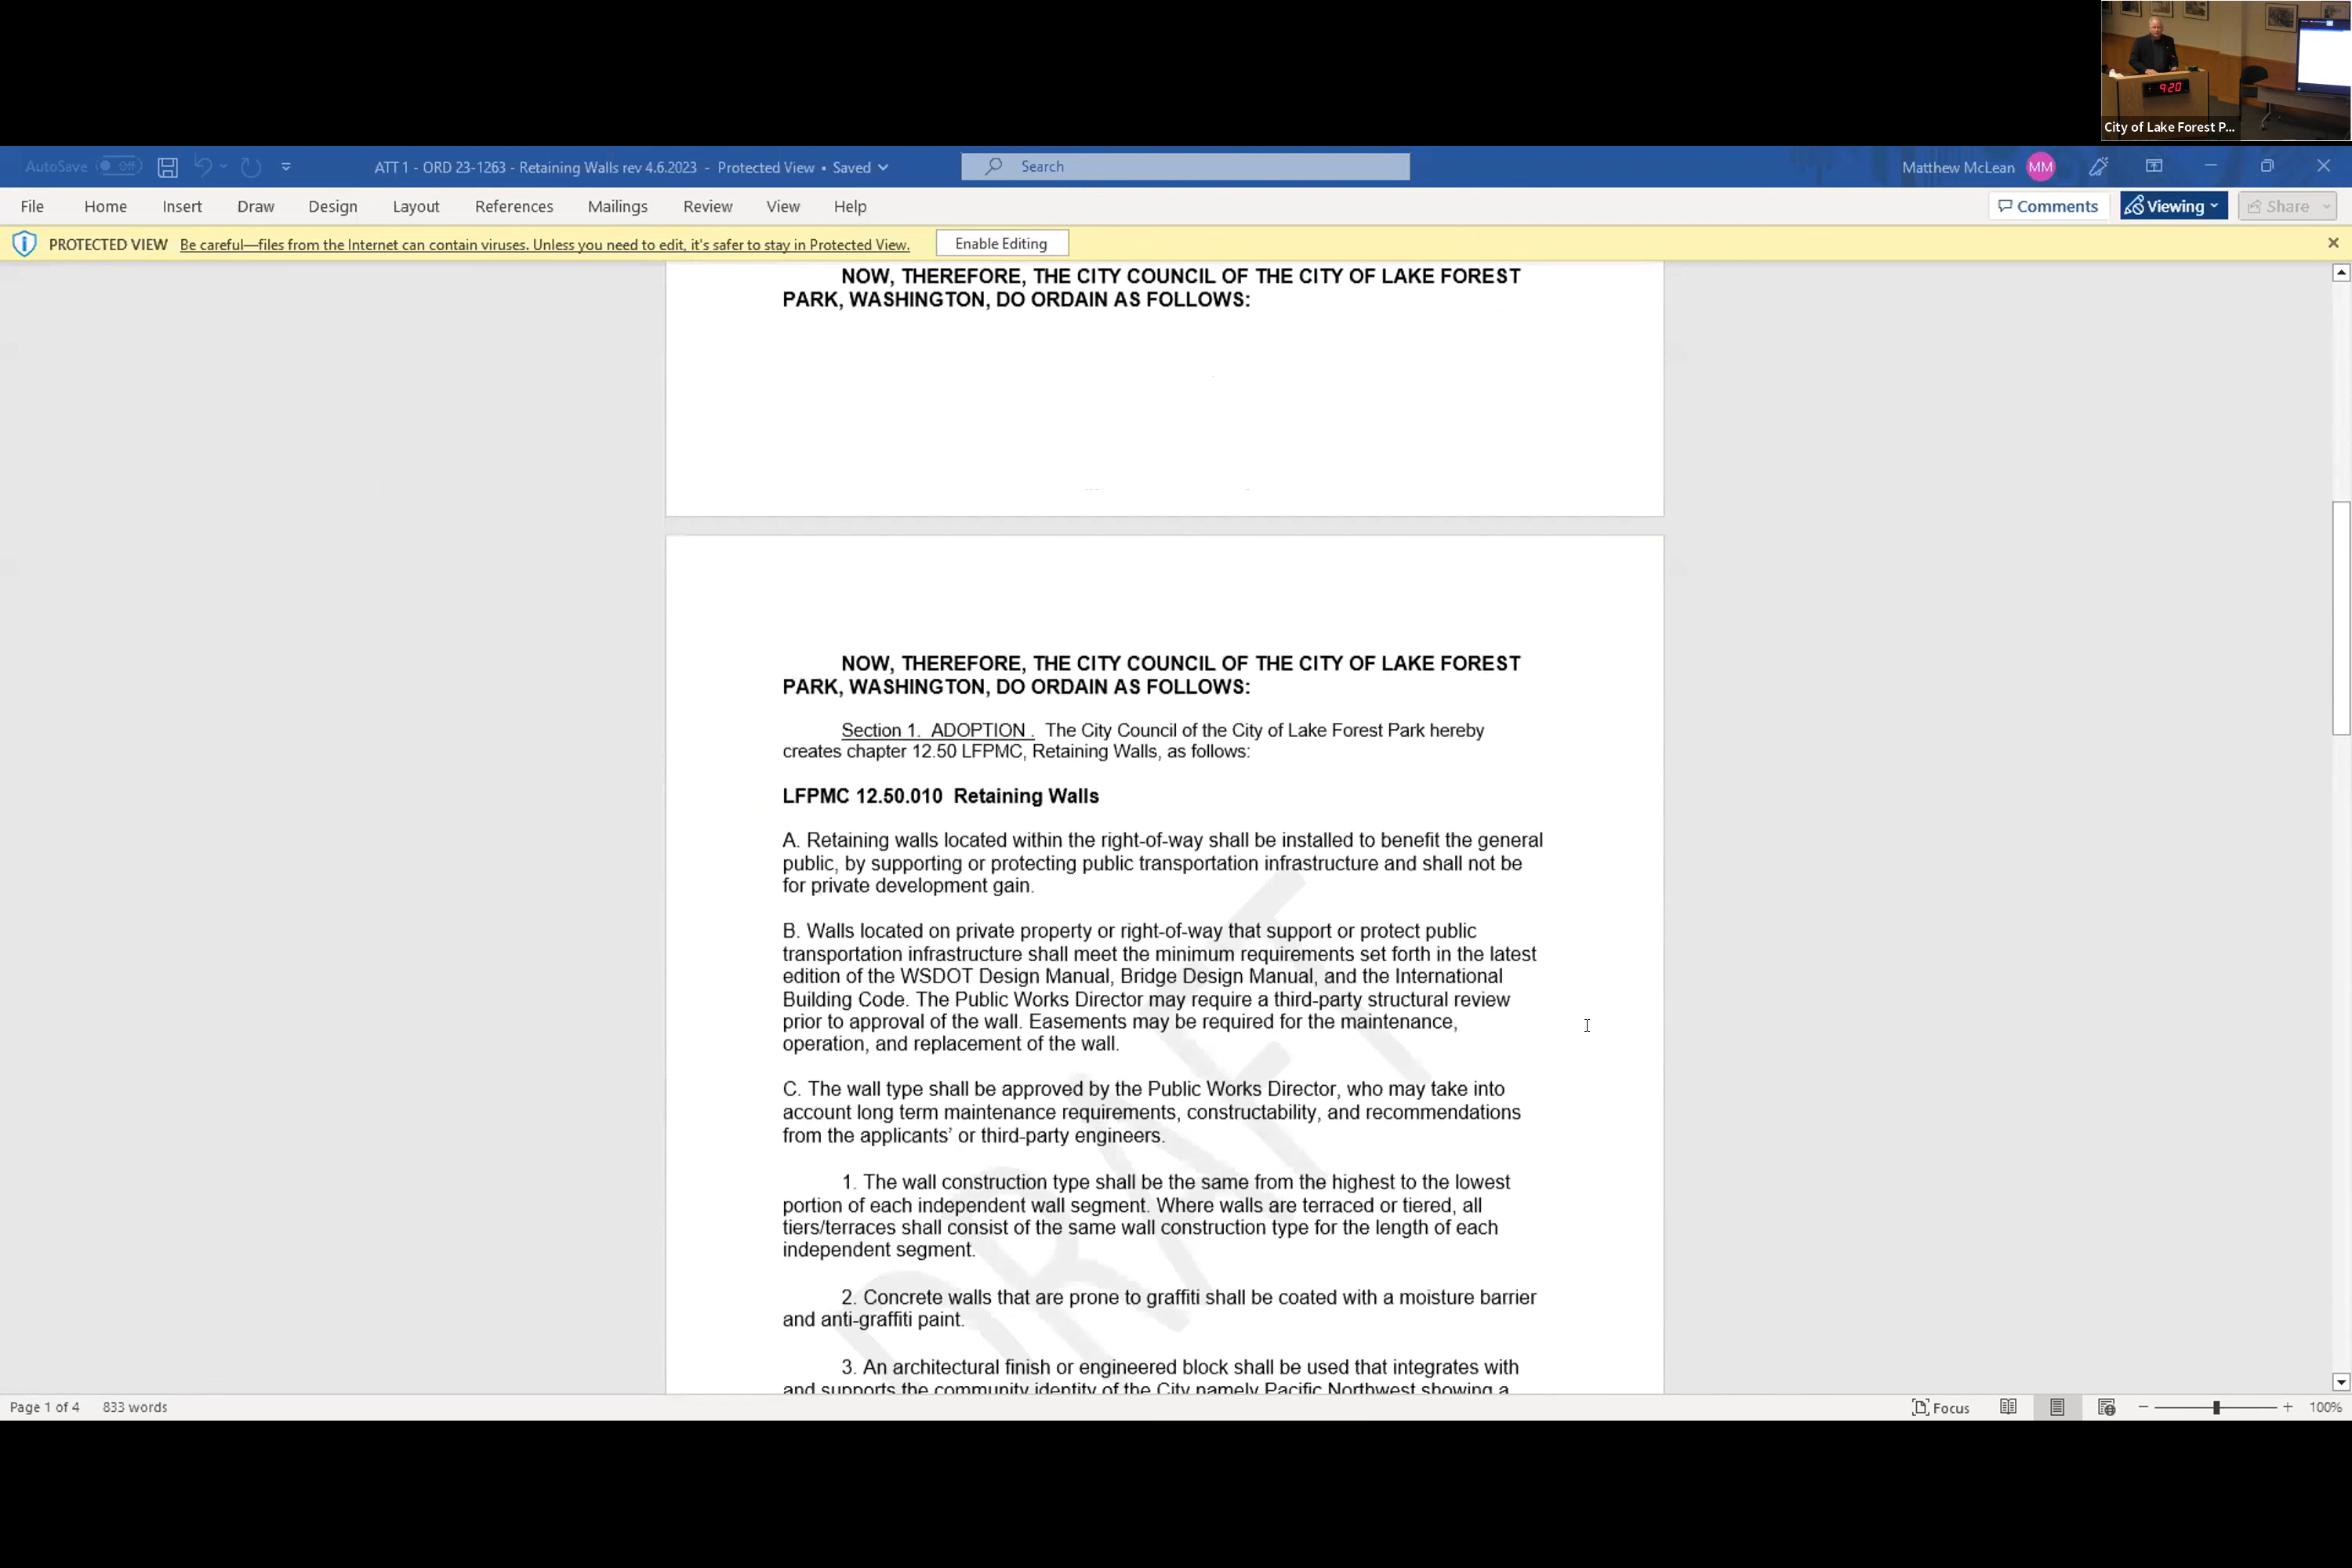 9:20
City of Lake Forest P...
AutoSave Off
ATT 1 - ORD 23-1263 - Retaining Walls rev 4.6.2023 - Protected View • Saved
Search
Matthew McLean MM
File Home Insert Draw Design Layout References Mailings Review View Help
Comments Viewing Share
PROTECTED VIEW Be careful—files from the Internet can contain viruses. Unless you need to edit, it's safer to stay in Protected View. Enable Editing
NOW, THEREFORE, THE CITY COUNCIL OF THE CITY OF LAKE FOREST
PARK, WASHINGTON, DO ORDAIN AS FOLLOWS:
NOW, THEREFORE, THE CITY COUNCIL OF THE CITY OF LAKE FOREST
PARK, WASHINGTON, DO ORDAIN AS FOLLOWS:
Section 1. ADOPTION . The City Council of the City of Lake Forest Park hereby
creates chapter 12.50 LFPMC, Retaining Walls, as follows:
LFPMC 12.50.010 Retaining Walls
A. Retaining walls located within the right-of-way shall be installed to benefit the general
public, by supporting or protecting public transportation infrastructure and shall not be
for private development gain.
B. Walls located on private property or right-of-way that support or protect public
transportation infrastructure shall meet the minimum requirements set forth in the latest
edition of the WSDOT Design Manual, Bridge Design Manual, and the International
Building Code. The Public Works Director may require a third-party structural review
prior to approval of the wall. Easements may be required for the maintenance,
operation, and replacement of the wall.
C. The wall type shall be approved by the Public Works Director, who may take into
account long term maintenance requirements, constructability, and recommendations
from the applicants’ or third-party engineers.
1. The wall construction type shall be the same from the highest to the lowest
portion of each independent wall segment. Where walls are terraced or tiered, all
tiers/terraces shall consist of the same wall construction type for the length of each
independent segment.
2. Concrete walls that are prone to graffiti shall be coated with a moisture barrier
and anti-graffiti paint.
3. An architectural finish or engineered block shall be used that integrates with
and supports the community identity of the City namely Pacific Northwest showing a
DRAFT
Page 1 of 4 833 words
Focus
100%